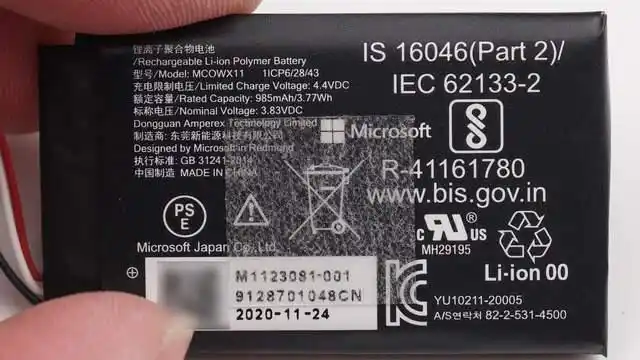 锂离子聚合物电池
/Rechargeable Li-ion Polymer Battery
型号/Model: MCOWX11 1ICP6/28/43
充电限制电压/Limited Charge Voltage: 4.4VDC
额定容量/Rated Capacity: 985mAh/3.77Wh
标称电压/Nominal Voltage: 3.83VDC
Dongguan Amperex Technology Limited
制造商: 东莞新能源科技有限公司
Designed by Microsoft in Redmond
执行标准: GB 31241-2014
中国制造 MADE IN CHINA
PS
E
Microsoft Japan Co., Ltd.
M1123081-001
9128701048CN
2020-11-24
Microsoft
IS 16046(Part 2)/
IEC 62133-2
R-41161780
www.bis.gov.in
c RU® US
MH29195
Li-ion 00
YU10211-20005
A/S연락처 82-2-531-4500